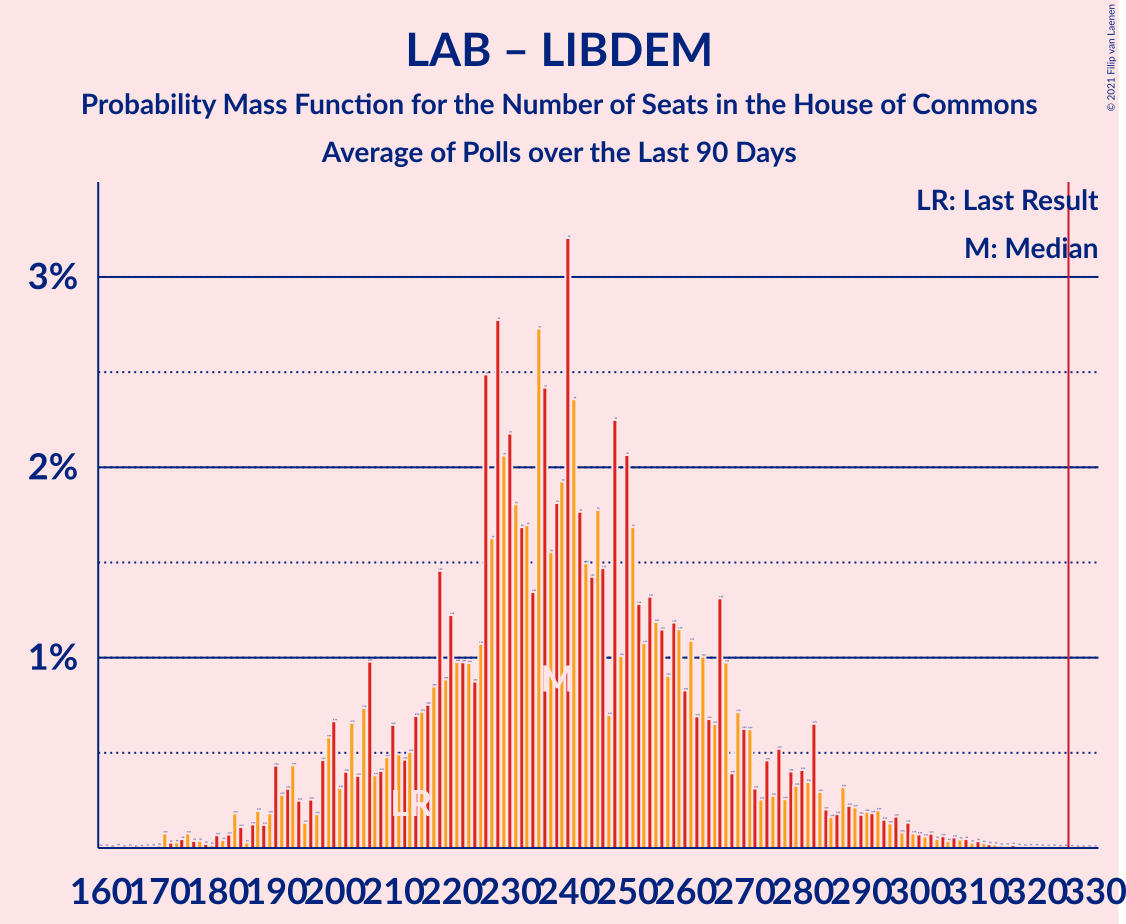 LAB – LIBDEM
Probability Mass Function for the Number of Seats in the House of Commons
Average of Polls over the Last 90 Days
© 2021 Filip van Laenen
LR: Last Result
M: Median
3%
2%
1%
M
LR
160 170 180 190 200 210 220 230 240 250 260 270 280 290 300 310 320 330